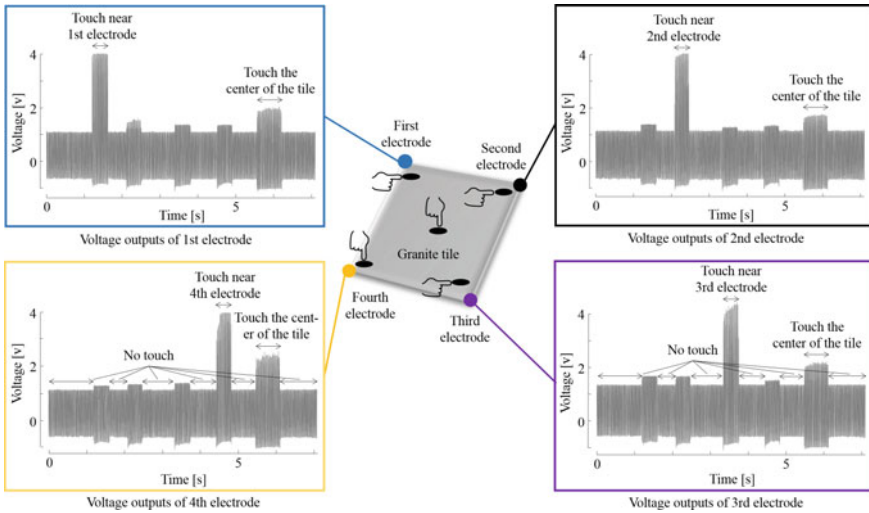 Touch near
1st electrode
Touch the
center of the tile
4
2
0
Voltage [v]
0
5
Time [s]
Voltage outputs of 1st electrode
Touch near
2nd electrode
Touch the
center of the tile
4
2
0
Voltage [v]
0
5
Time [s]
Voltage outputs of 2nd electrode
First
electrode
Second
electrode
Granite tile
Fourth
electrode
Third
electrode
Touch near
4th electrode
Touch the cent-
er of the tile
No touch
4
2
0
Voltage [v]
0
5
Time [s]
Voltage outputs of 4th electrode
Touch near
3rd electrode
No touch
Touch the
center of the tile
4
2
0
Voltage [v]
0
5
Time [s]
Voltage outputs of 3rd electrode